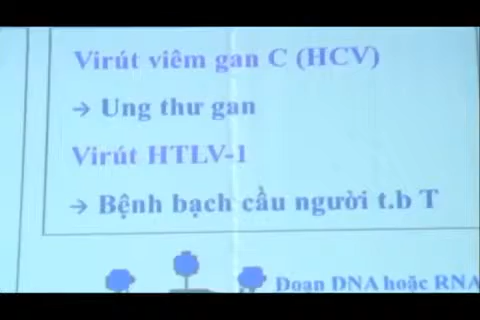 Virút viêm gan C (HCV)
→ Ung thư gan
Virút HTLV-1
→ Bệnh bạch cầu người t.b T
Đoạn DNA hoặc RNA